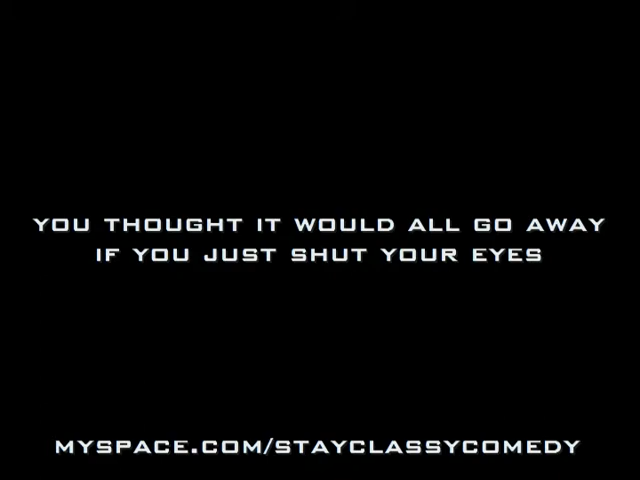 YOU THOUGHT IT WOULD ALL GO AWAY
IF YOU JUST SHUT YOUR EYES
MYSPACE.COM/STAYCLASSYCOMEDY